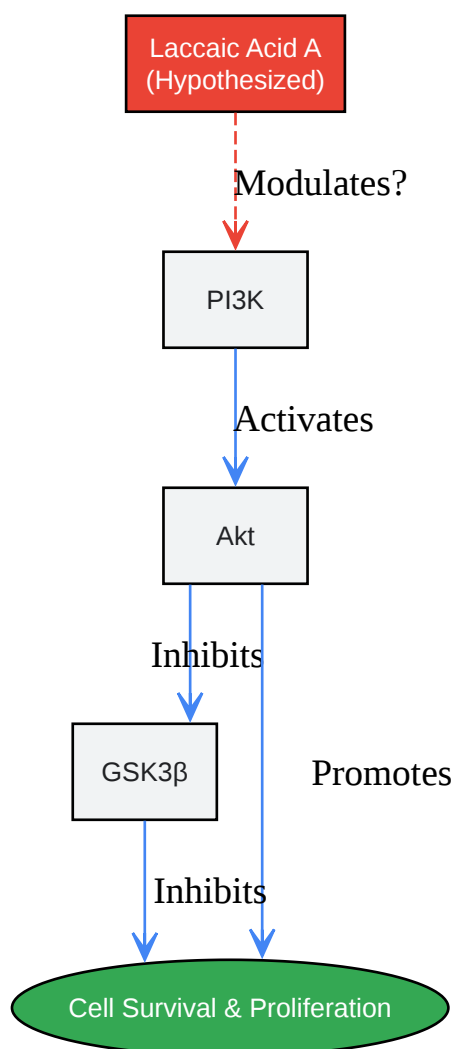 Laccaic Acid A
(Hypothesized)
Modulates?
PI3K
Activates
Akt
Inhibits
GSK3β
Promotes
Inhibits
Cell Survival & Proliferation